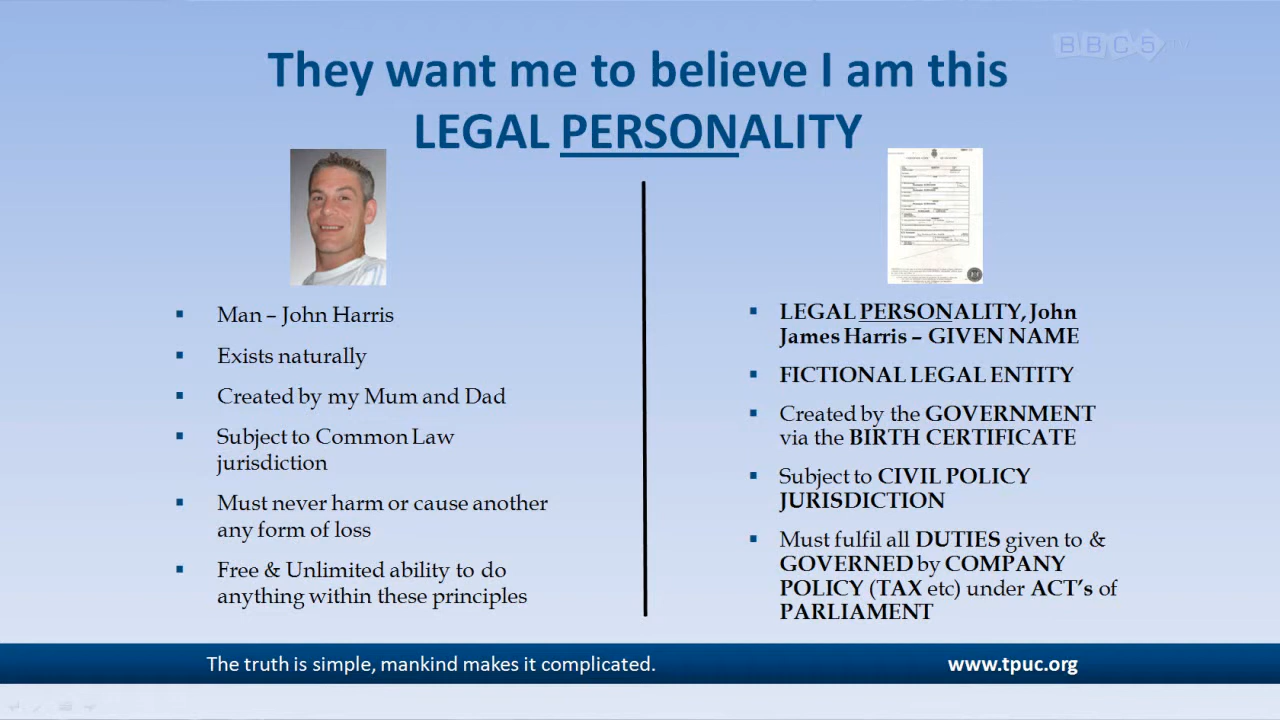 BBC5
They want me to believe I am this
LEGAL PERSONALITY
Man – John Harris
Exists naturally
Created by my Mum and Dad
Subject to Common Law
jurisdiction
Must never harm or cause another
any form of loss
Free & Unlimited ability to do
anything within these principles
LEGAL PERSONALITY, John
James Harris – GIVEN NAME
FICTIONAL LEGAL ENTITY
Created by the GOVERNMENT
via the BIRTH CERTIFICATE
Subject to CIVIL POLICY
JURISDICTION
Must fulfil all DUTIES given to &
GOVERNED by COMPANY
POLICY (TAX etc) under ACT’s of
PARLIAMENT
The truth is simple, mankind makes it complicated.
www.tpuc.org